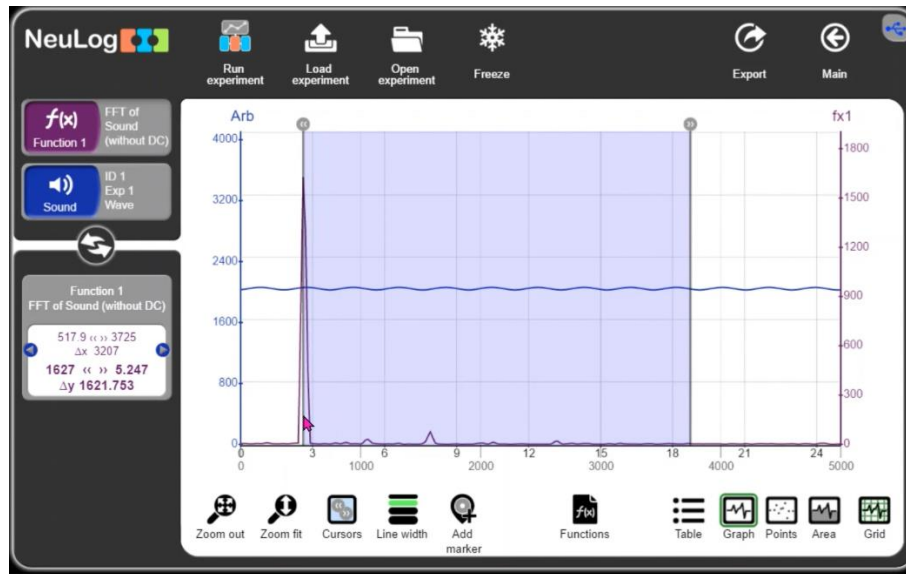 NeuLog
Run
experiment
Load
experiment
Open
experiment
Freeze
Export
Main
f(x)
Function 1
FFT of
Sound
(without DC)
Sound
ID 1
Exp 1
Wave
Function 1
FFT of Sound (without DC)
517.9 ‹‹ ›› 3725
Δx 3207
1627 ‹‹ ›› 5.247
Δy 1621.753
Arb
fx1
4000
3200
2400
1600
800
0
1800
1500
1200
900
600
300
0
0 3 6 9 12 15 18 21 24
0 1000 2000 3000 4000 5000
Zoom out
Zoom fit
Cursors
Line width
Add
marker
f(x)
Functions
Table
Graph
Points
Area
Grid